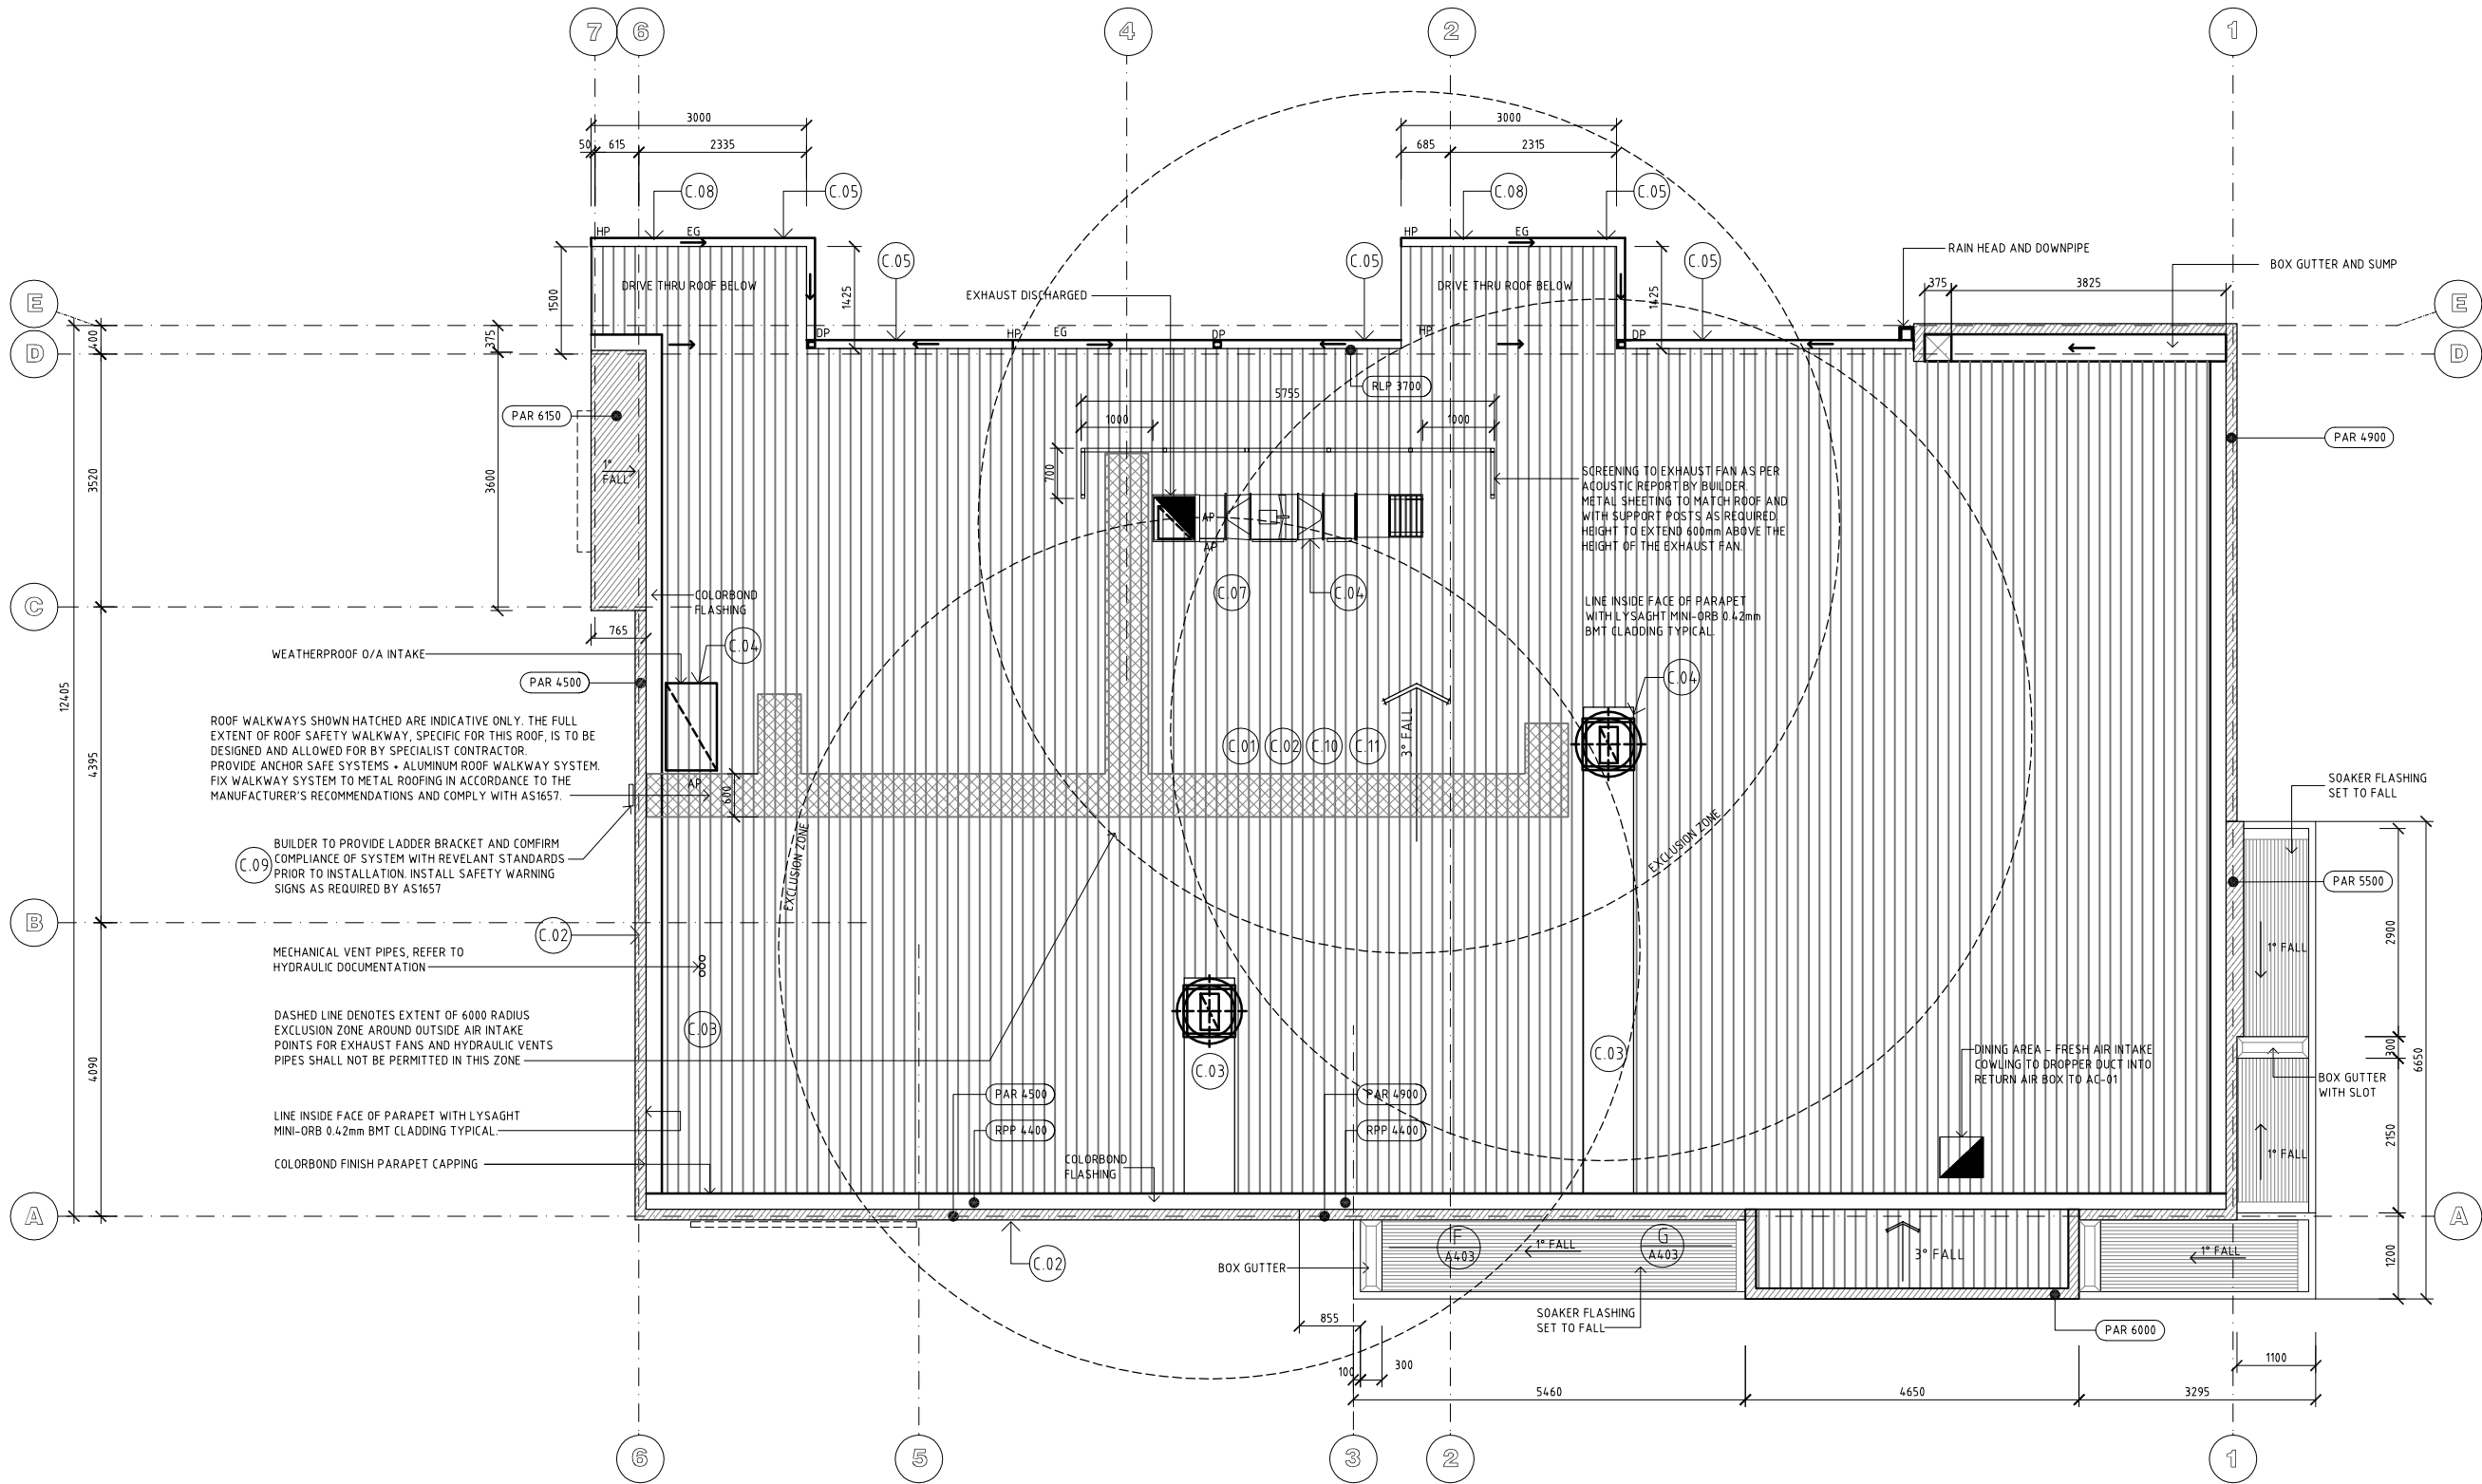 7
6
4
2
1
3000
3000
50
615
2335
685
2315
C.08
C.05
C.08
C.05
HP
EG
HP
EG
C.05
C.05
C.05
RAIN HEAD AND DOWNPIPE
BOX GUTTER AND SUMP
DRIVE THRU ROOF BELOW
DRIVE THRU ROOF BELOW
1500
1425
1425
EXHAUST DISCHARGED
375
3825
E
E
400
375
DP
HP
EG
DP
HP
DP
D
D
RLP 3700
5755
1000
1000
PAR 6150
PAR 4900
3520
3600
1° FALL
700
SCREENING TO EXHAUST FAN AS PER
ACOUSTIC REPORT BY BUILDER.
METAL SHEETING TO MATCH ROOF AND
WITH SUPPORT POSTS AS REQUIRED.
HEIGHT TO EXTEND 600mm ABOVE THE
HEIGHT OF THE EXHAUST FAN.
AP
AP
C.07
C.04
C
COLORBOND
FLASHING
LINE INSIDE FACE OF PARAPET
WITH LYSAGHT MINI-ORB 0.42mm
BMT CLADDING TYPICAL.
765
C.04
WEATHERPROOF O/A INTAKE
PAR 4500
C.04
12405
4395
ROOF WALKWAYS SHOWN HATCHED ARE INDICATIVE ONLY. THE FULL
EXTENT OF ROOF SAFETY WALKWAY, SPECIFIC FOR THIS ROOF, IS TO BE
DESIGNED AND ALLOWED FOR BY SPECIALIST CONTRACTOR.
PROVIDE ANCHOR SAFE SYSTEMS + ALUMINUM ROOF WALKWAY SYSTEM.
FIX WALKWAY SYSTEM TO METAL ROOFING IN ACCORDANCE TO THE
MANUFACTURER'S RECOMMENDATIONS AND COMPLY WITH AS1657.
C.01
C.02
C.10
C.11
3° FALL
AP
600
SOAKER FLASHING
SET TO FALL
EXCLUSION ZONE
EXCLUSION ZONE
C.09
BUILDER TO PROVIDE LADDER BRACKET AND COMFIRM
COMPLIANCE OF SYSTEM WITH REVELANT STANDARDS
PRIOR TO INSTALLATION. INSTALL SAFETY WARNING
SIGNS AS REQUIRED BY AS1657
PAR 5500
B
C.02
2900
1° FALL
MECHANICAL VENT PIPES, REFER TO
HYDRAULIC DOCUMENTATION
DASHED LINE DENOTES EXTENT OF 6000 RADIUS
EXCLUSION ZONE AROUND OUTSIDE AIR INTAKE
POINTS FOR EXHAUST FANS AND HYDRAULIC VENTS
PIPES SHALL NOT BE PERMITTED IN THIS ZONE
C.03
C.03
C.03
4090
300
6650
DINING AREA - FRESH AIR INTAKE
COWLING TO DROPPER DUCT INTO
RETURN AIR BOX TO AC-01
BOX GUTTER
WITH SLOT
PAR 4500
PAR 4900
RPP 4400
RPP 4400
LINE INSIDE FACE OF PARAPET WITH LYSAGHT
MINI-ORB 0.42mm BMT CLADDING TYPICAL.
2150
1° FALL
COLORBOND FINISH PARAPET CAPPING
COLORBOND
FLASHING
A
A
C.02
BOX GUTTER
F
A403
1° FALL
G
A403
3° FALL
1° FALL
1200
SOAKER FLASHING
SET TO FALL
855
PAR 6000
100
300
1100
5460
4650
3295
6
5
3
2
1